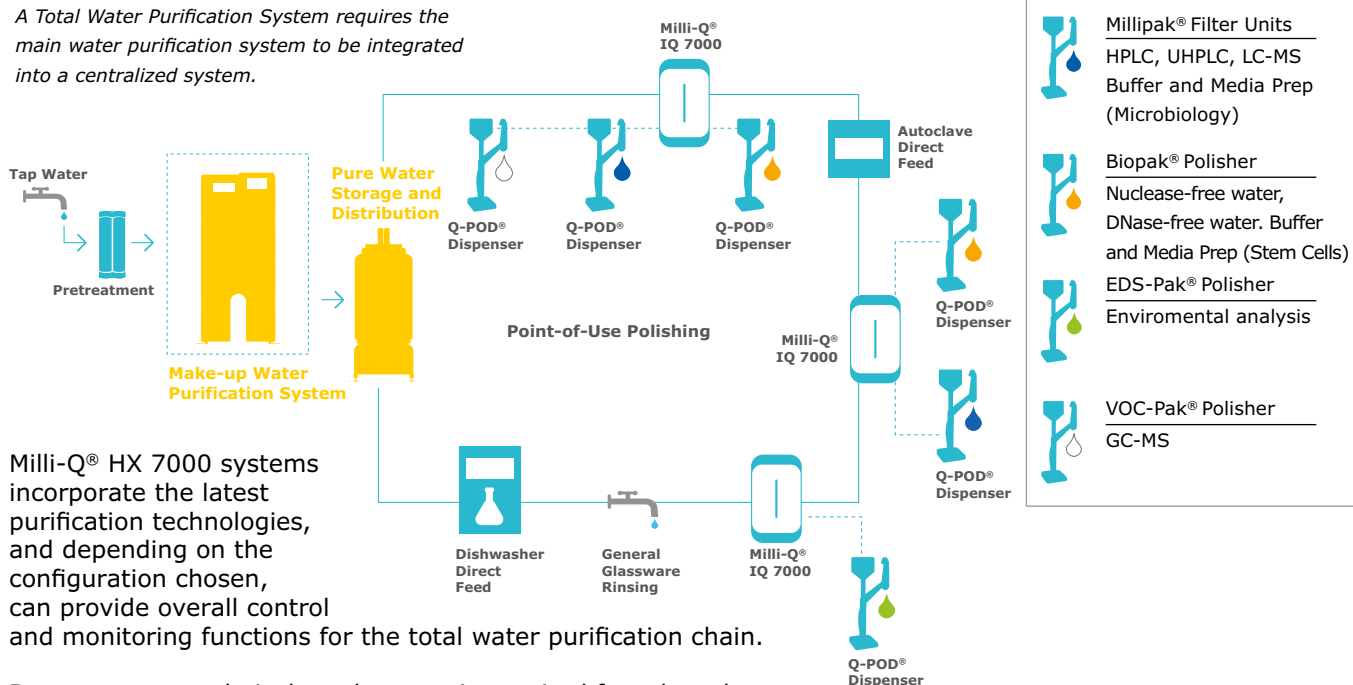 A Total Water Purification System requires the
main water purification system to be integrated
into a centralized system.
Tap Water
Pretreatment
Make-up Water
Purification System
Pure Water
Storage and
Distribution
Milli-Q®
IQ 7000
Q-POD®
Dispenser
Q-POD®
Dispenser
Q-POD®
Dispenser
Autoclave
Direct
Feed
Point-of-Use Polishing
Milli-Q®
IQ 7000
Q-POD®
Dispenser
Q-POD®
Dispenser
Dishwasher
Direct
Feed
General
Glassware
Rinsing
Milli-Q®
IQ 7000
Q-POD®
Dispenser
Millipak® Filter Units
HPLC, UHPLC, LC-MS
Buffer and Media Prep
(Microbiology)
Biopak® Polisher
Nuclease-free water,
DNase-free water. Buffer
and Media Prep (Stem Cells)
EDS-Pak® Polisher
Enviromental analysis
VOC-Pak® Polisher
GC-MS
Milli-Q® HX 7000 systems
incorporate the latest
purification technologies,
and depending on the
configuration chosen,
can provide overall control
and monitoring functions for the total water purification chain.